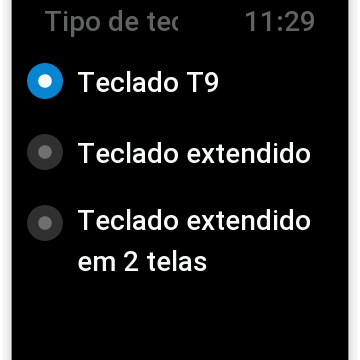 Tipo de tec 11:29
Teclado T9
Teclado extendido
Teclado extendido
em 2 telas